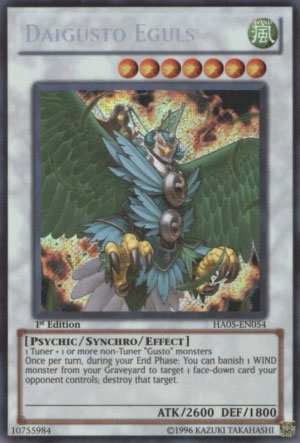 Daigusto Eguls
WIND
風
1st Edition
HA05-EN054
[Psychic/Synchro/Effect]
1 Tuner + 1 or more non-Tuner "Gusto" monsters
Once per turn, during your End Phase: You can banish 1 WIND
monster from your Graveyard to target 1 face-down card your
opponent controls; destroy that target.
ATK/2600 DEF/1800
10755984
©1996 KAZUKI TAKAHASHI